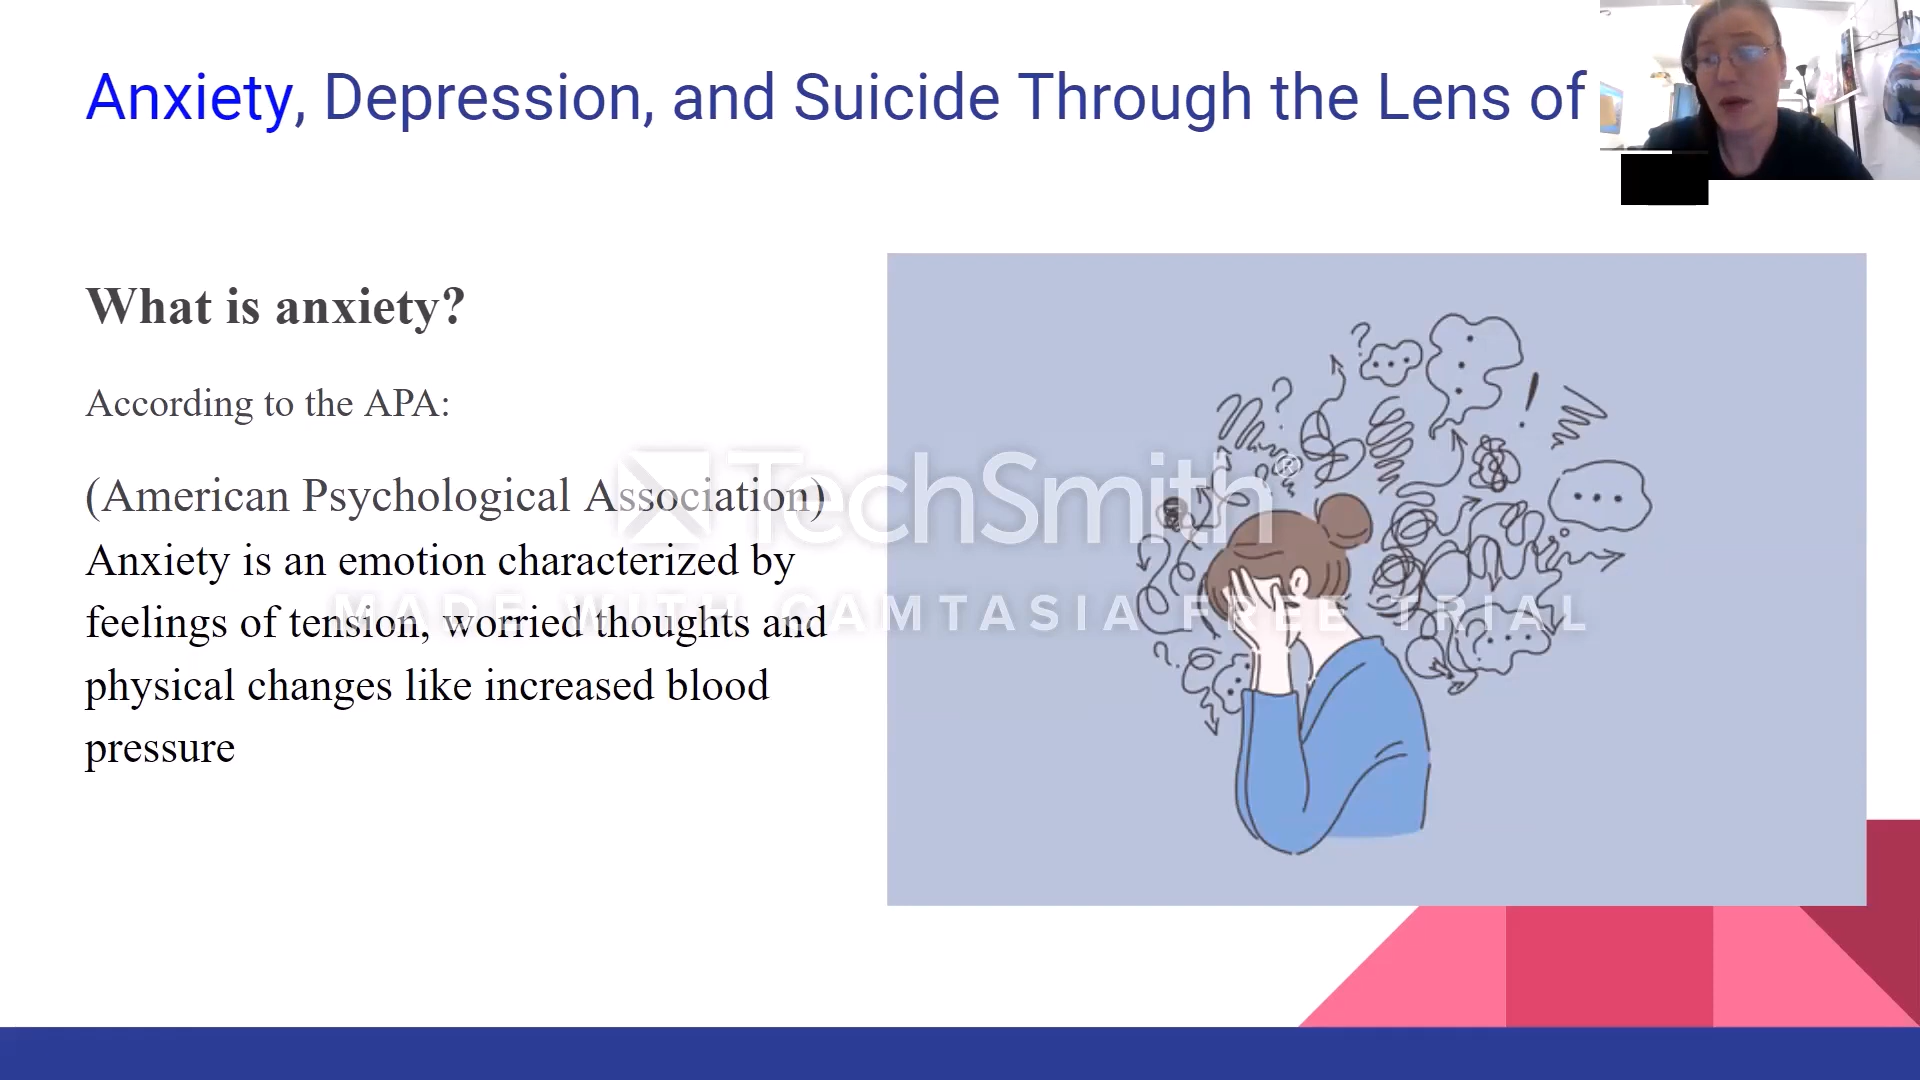 Anxiety, Depression, and Suicide Through the Lens of
What is anxiety?
According to the APA:
(American Psychological Association)
Anxiety is an emotion characterized by
feelings of tension, worried thoughts and
physical changes like increased blood
pressure
TechSmith®
MADE WITH CAMTASIA FREE TRIAL